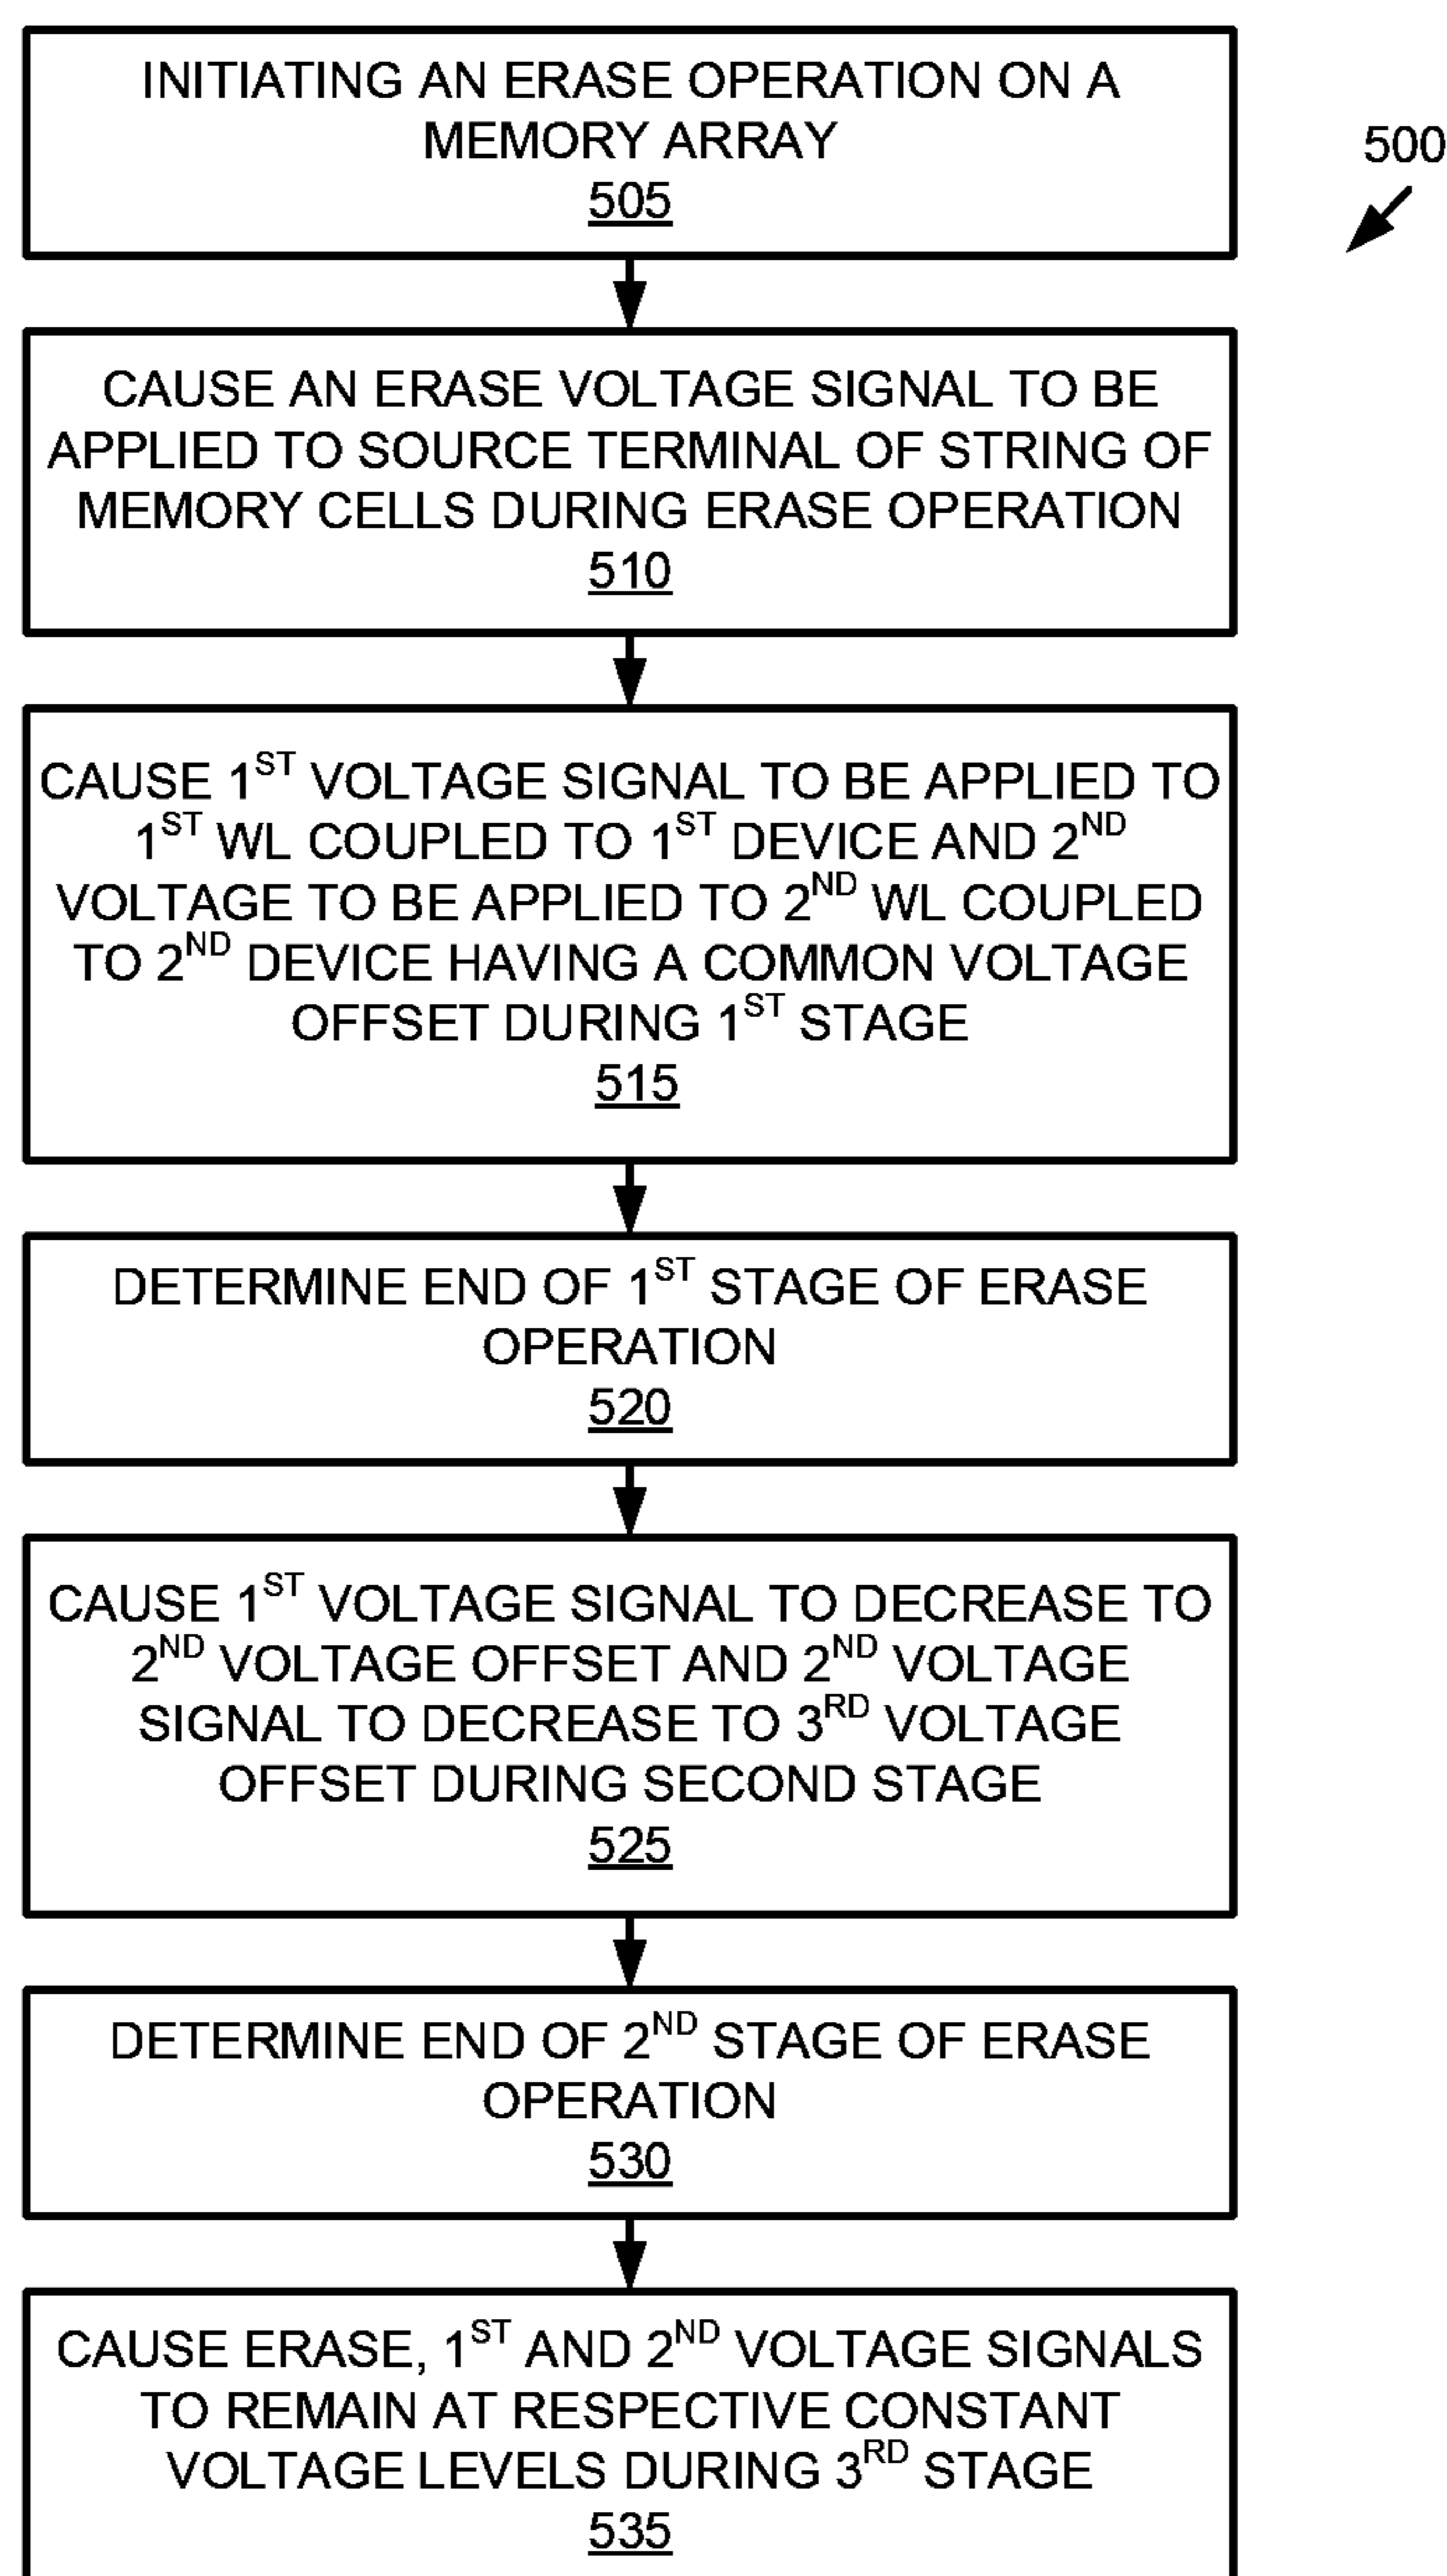 INITIATING AN ERASE OPERATION ON A
MEMORY ARRAY
505
500
CAUSE AN ERASE VOLTAGE SIGNAL TO BE
APPLIED TO SOURCE TERMINAL OF STRING OF
MEMORY CELLS DURING ERASE OPERATION
510
CAUSE 1ST VOLTAGE SIGNAL TO BE APPLIED TO
1ST WL COUPLED TO 1ST DEVICE AND 2ND
VOLTAGE TO BE APPLIED TO 2ND WL COUPLED
TO 2ND DEVICE HAVING A COMMON VOLTAGE
OFFSET DURING 1ST STAGE
515
DETERMINE END OF 1ST STAGE OF ERASE
OPERATION
520
CAUSE 1ST VOLTAGE SIGNAL TO DECREASE TO
2ND VOLTAGE OFFSET AND 2ND VOLTAGE
SIGNAL TO DECREASE TO 3RD VOLTAGE
OFFSET DURING SECOND STAGE
525
DETERMINE END OF 2ND STAGE OF ERASE
OPERATION
530
CAUSE ERASE, 1ST AND 2ND VOLTAGE SIGNALS
TO REMAIN AT RESPECTIVE CONSTANT
VOLTAGE LEVELS DURING 3RD STAGE
535